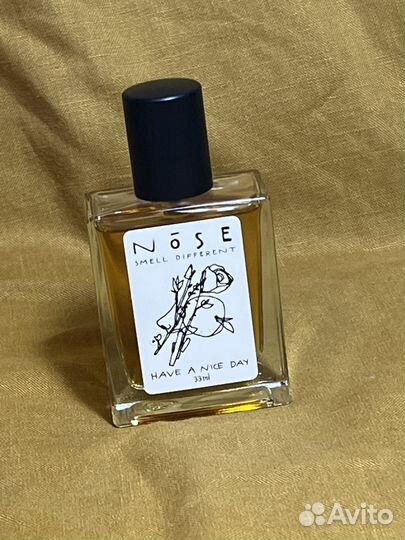 NŌSE
SMELL DIFFERENT
HAVE A NICE DAY
33ml
Avito